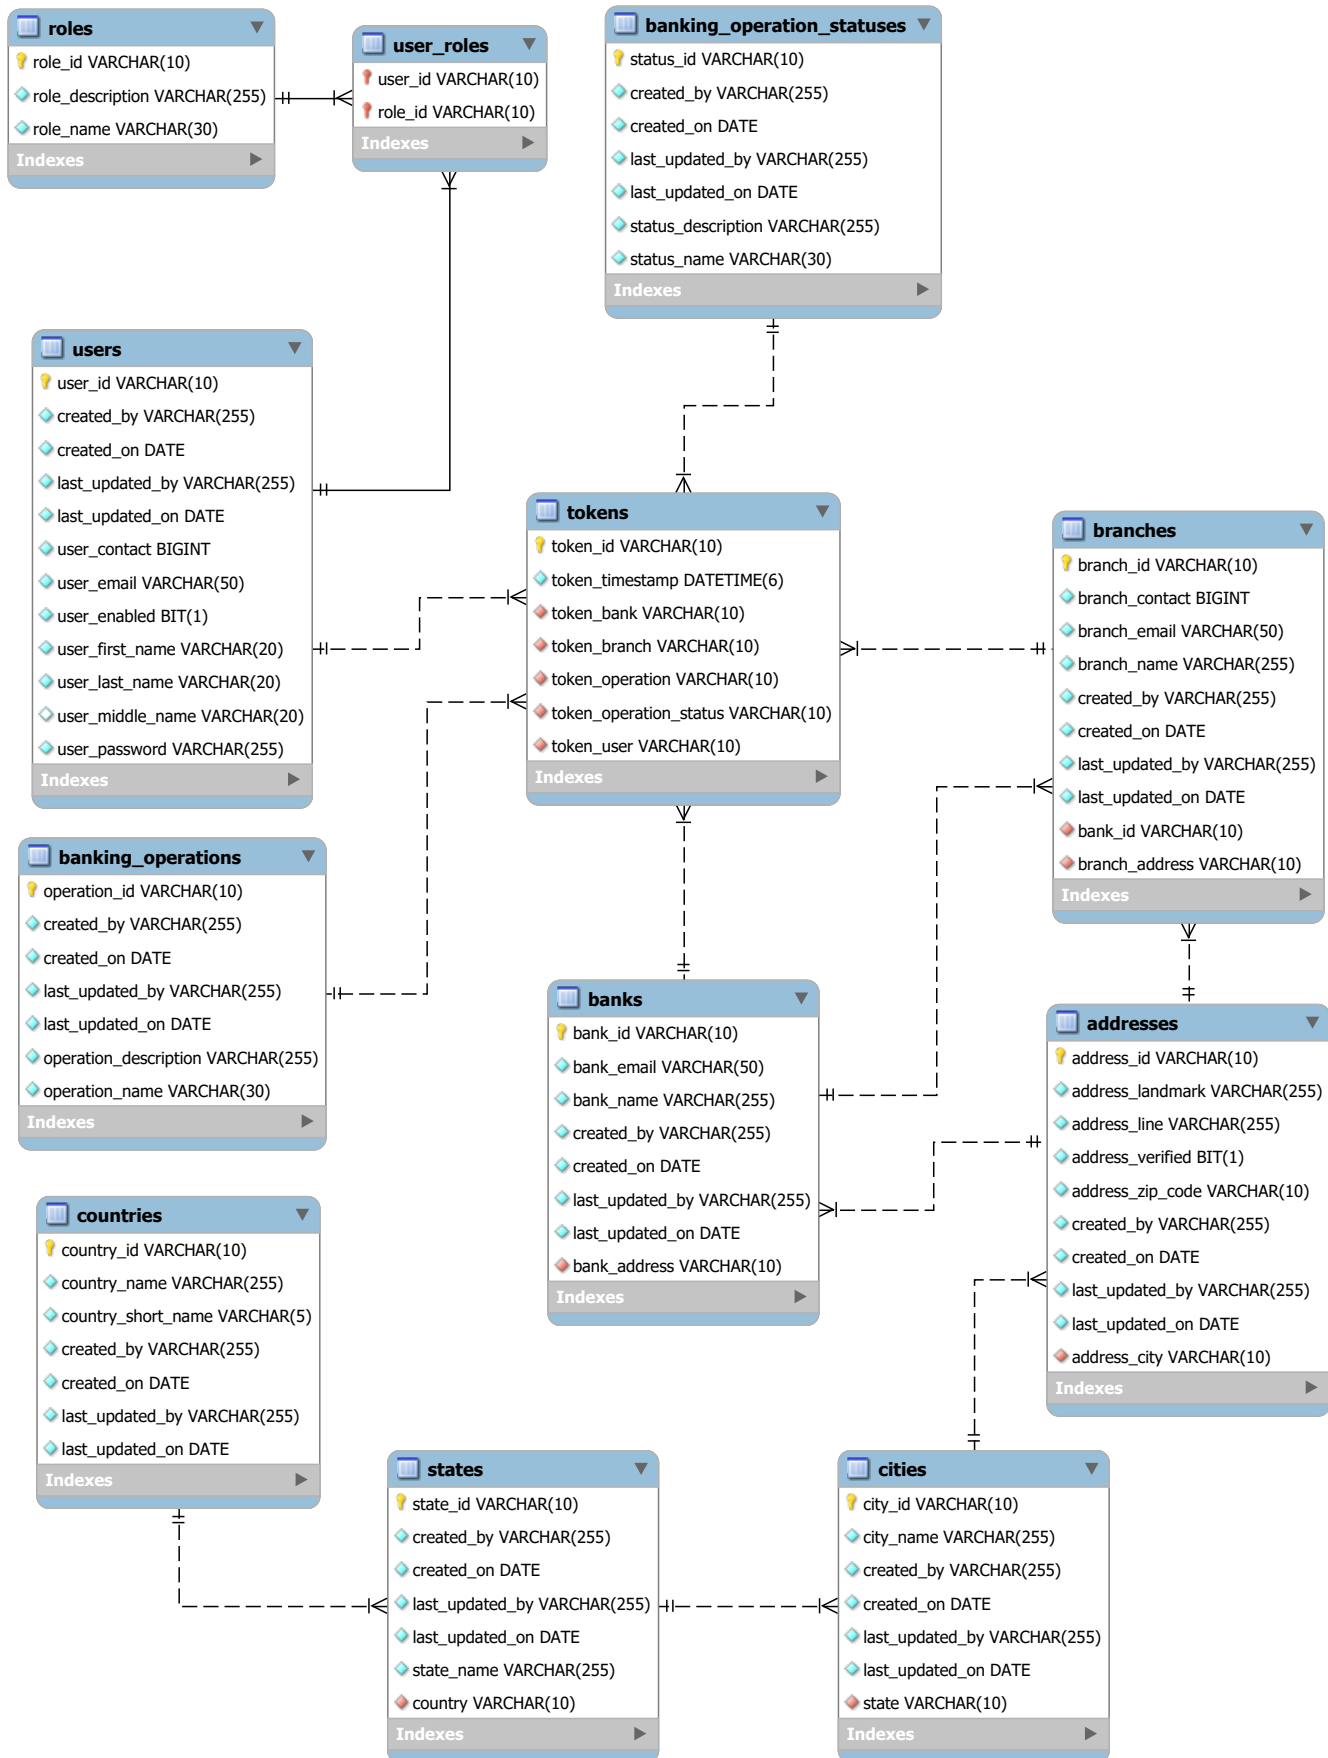 roles
role_id VARCHAR(10)
role_description VARCHAR(255)
role_name VARCHAR(30)
Indexes
user_roles
user_id VARCHAR(10)
role_id VARCHAR(10)
Indexes
banking_operation_statuses
status_id VARCHAR(10)
created_by VARCHAR(255)
created_on DATE
last_updated_by VARCHAR(255)
last_updated_on DATE
status_description VARCHAR(255)
status_name VARCHAR(30)
Indexes
users
user_id VARCHAR(10)
created_by VARCHAR(255)
created_on DATE
last_updated_by VARCHAR(255)
last_updated_on DATE
user_contact BIGINT
user_email VARCHAR(50)
user_enabled BIT(1)
user_first_name VARCHAR(20)
user_last_name VARCHAR(20)
user_middle_name VARCHAR(20)
user_password VARCHAR(255)
Indexes
tokens
token_id VARCHAR(10)
token_timestamp DATETIME(6)
token_bank VARCHAR(10)
token_branch VARCHAR(10)
token_operation VARCHAR(10)
token_operation_status VARCHAR(10)
token_user VARCHAR(10)
Indexes
branches
branch_id VARCHAR(10)
branch_contact BIGINT
branch_email VARCHAR(50)
branch_name VARCHAR(255)
created_by VARCHAR(255)
created_on DATE
last_updated_by VARCHAR(255)
last_updated_on DATE
bank_id VARCHAR(10)
branch_address VARCHAR(10)
Indexes
banking_operations
operation_id VARCHAR(10)
created_by VARCHAR(255)
created_on DATE
last_updated_by VARCHAR(255)
last_updated_on DATE
operation_description VARCHAR(255)
operation_name VARCHAR(30)
Indexes
banks
bank_id VARCHAR(10)
bank_email VARCHAR(50)
bank_name VARCHAR(255)
created_by VARCHAR(255)
created_on DATE
last_updated_by VARCHAR(255)
last_updated_on DATE
bank_address VARCHAR(10)
Indexes
addresses
address_id VARCHAR(10)
address_landmark VARCHAR(255)
address_line VARCHAR(255)
address_verified BIT(1)
address_zip_code VARCHAR(10)
created_by VARCHAR(255)
created_on DATE
last_updated_by VARCHAR(255)
last_updated_on DATE
address_city VARCHAR(10)
Indexes
countries
country_id VARCHAR(10)
country_name VARCHAR(255)
country_short_name VARCHAR(5)
created_by VARCHAR(255)
created_on DATE
last_updated_by VARCHAR(255)
last_updated_on DATE
Indexes
states
state_id VARCHAR(10)
created_by VARCHAR(255)
created_on DATE
last_updated_by VARCHAR(255)
last_updated_on DATE
state_name VARCHAR(255)
country VARCHAR(10)
Indexes
cities
city_id VARCHAR(10)
city_name VARCHAR(255)
created_by VARCHAR(255)
created_on DATE
last_updated_by VARCHAR(255)
last_updated_on DATE
state VARCHAR(10)
Indexes